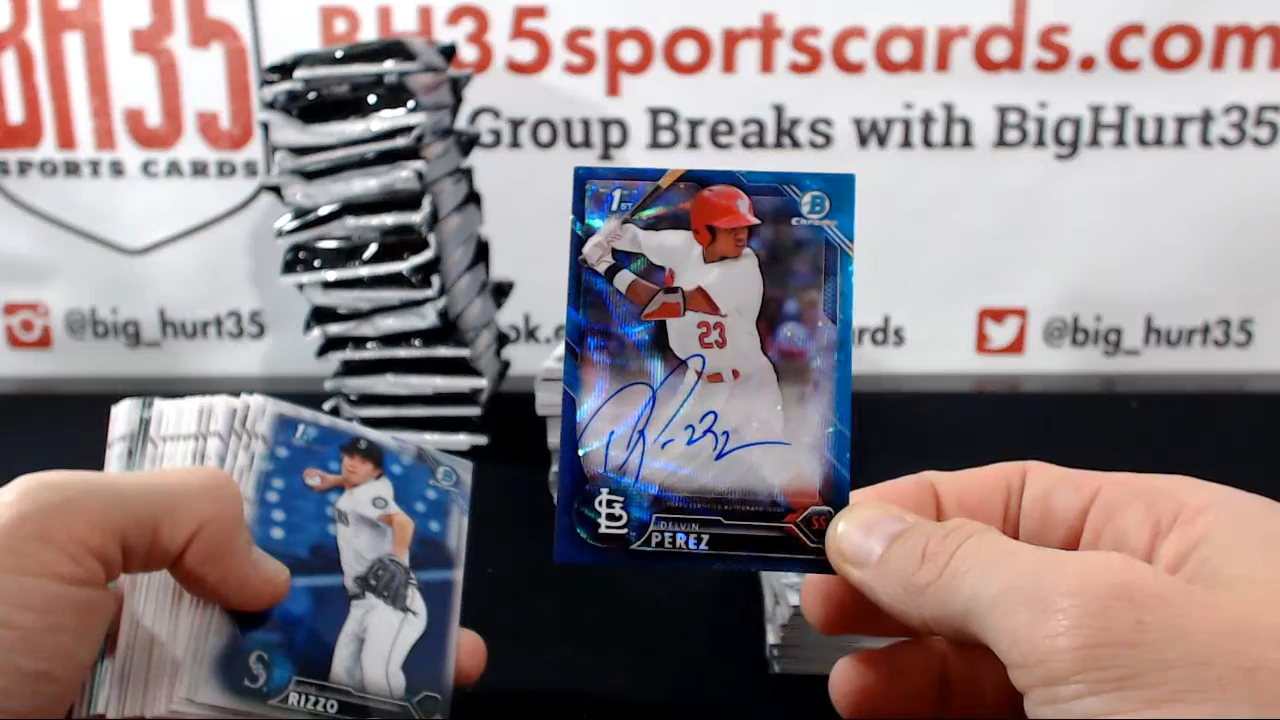 BH35
SPORTS CARDS
BH35sportscards.com
Group Breaks with BigHurt35
@big_hurt35
ok.
rds
@big_hurt35
1ST
B
Chrome
23
DELVIN
PEREZ
SS
1ST
S
RIZZO